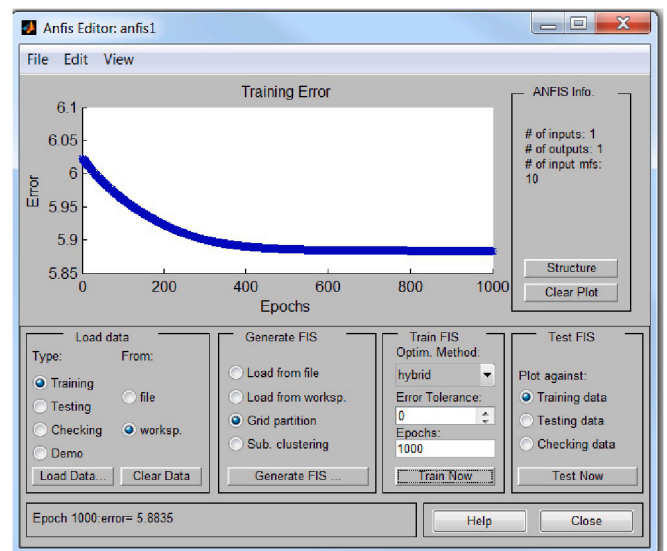 Anfis Editor: anfis1
File Edit View
Training Error
6.1
6.05
6
5.95
5.9
5.85
Error
0 200 400 600 800 1000
Epochs
ANFIS Info.
# of inputs: 1
# of outputs: 1
# of input mfs:
10
Structure
Clear Plot
Load data
Type: From:
Training
Testing
Checking
Demo
file
worksp.
Load Data...
Clear Data
Generate FIS
Load from file
Load from worksp.
Grid partition
Sub. clustering
Generate FIS ...
Train FIS
Optim. Method:
hybrid
Error Tolerance:
0
Epochs:
1000
Train Now
Test FIS
Plot against:
Training data
Testing data
Checking data
Test Now
Epoch 1000:error= 5.8835
Help
Close